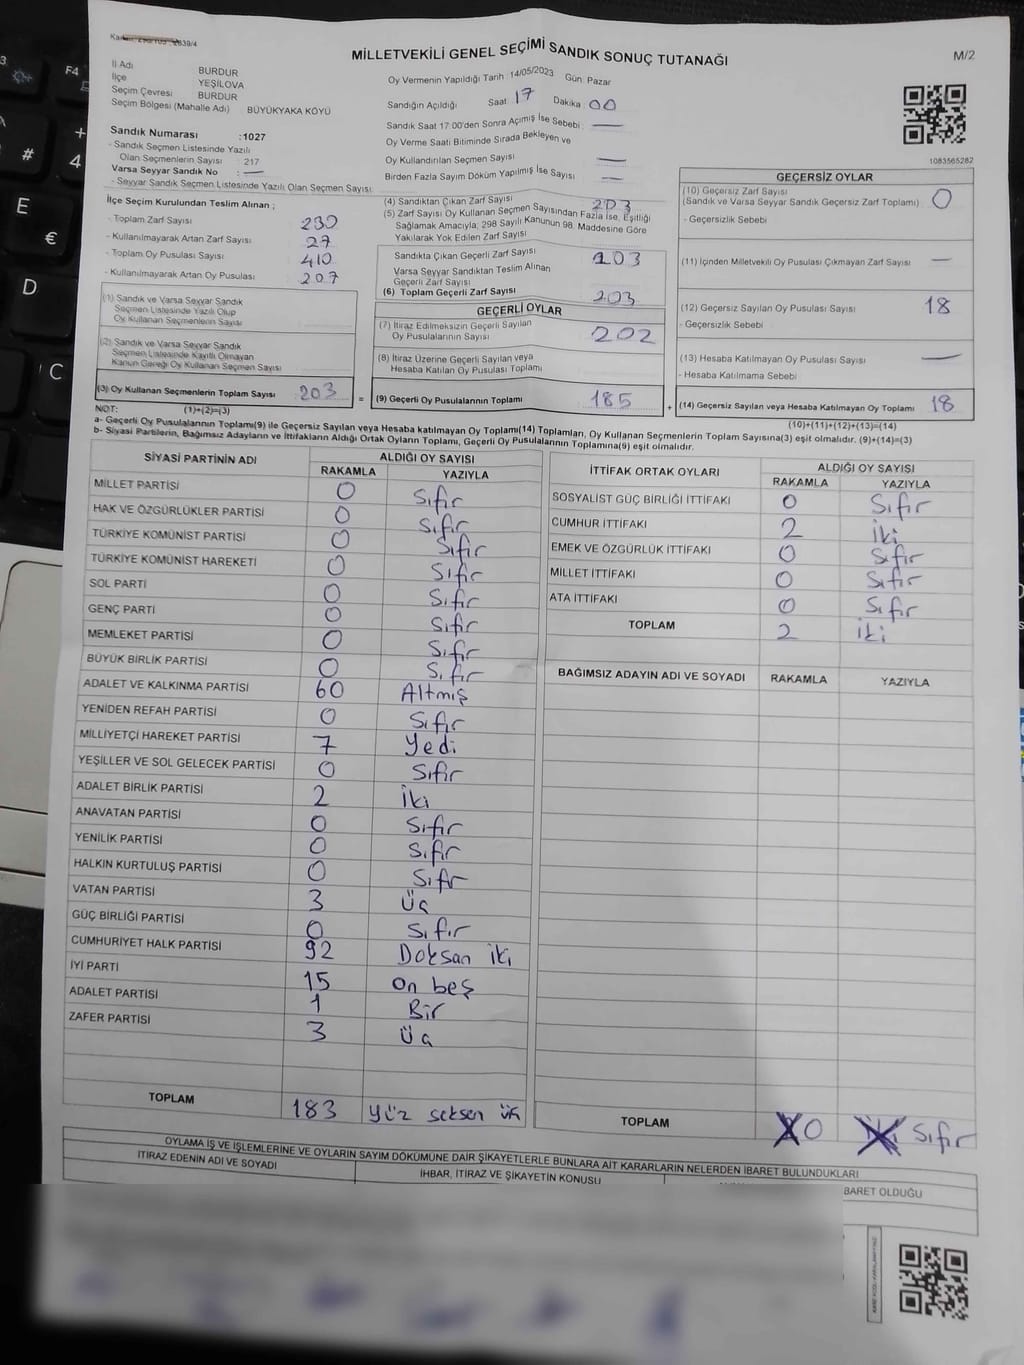 MİLLETVEKİLİ GENEL SEÇİMİ SANDIK SONUÇ TUTANAĞI
M/2
İl Adı BURDUR
İlçe YEŞİLOVA
Seçim Çevresi BURDUR
Seçim Bölgesi (Mahalle Adı) BÜYÜKYAKA KÖYÜ
Sandık Numarası :1027
- Sandık Seçmen Listesinde Yazılı
Olan Seçmenlerin Sayısı : 217
Varsa Seyyar Sandık No : —
- Seyyar Sandık Seçmen Listesinde Yazılı Olan Seçmen Sayısı:
Oy Vermenin Yapıldığı Tarih :14/05/2023 Gün: Pazar
Sandığın Açıldığı Saat: 17 Dakika: 00
Sandık Saat 17:00'den Sonra Açımış İse Sebebi: —
Oy Verme Saati Bitiminde Sırada Bekleyen ve
Oy Kullandırılan Seçmen Sayısı —
Birden Fazla Sayım Döküm Yapılmış İse Sayısı —
1083565282
İlçe Seçim Kurulundan Teslim Alınan ;
- Toplam Zarf Sayısı 230
- Kullanılmayarak Artan Zarf Sayısı 27
- Toplam Oy Pusulası Sayısı 410
- Kullanılmayarak Artan Oy Pusulası 207
(1) Sandık ve Varsa Seyyar Sandık
Seçmen Listesinde Yazılı Olup
Oy Kullanan Seçmenlerin Sayısı
(2) Sandık ve Varsa Seyyar Sandık
Seçmen Listesinde Kayıtlı Olmayan
Kanun Gereği Oy Kullanan Seçmen Sayısı
(3) Oy Kullanan Seçmenlerin Toplam Sayısı 203
(4) Sandıktan Çıkan Zarf Sayısı 203
(5) Zarf Sayısı Oy Kullanan Seçmen Sayısından Fazla İse, Eşitliği
Sağlamak Amacıyla; 298 Sayılı Kanunun 98. Maddesine Göre
Yakılarak Yok Edilen Zarf Sayısı
Sandıkta Çıkan Geçerli Zarf Sayısı 203
Varsa Seyyar Sandıktan Teslim Alınan
Geçerli Zarf Sayısı
(6) Toplam Geçerli Zarf Sayısı 203
GEÇERLİ OYLAR
(7) İtiraz Edilmeksizin Geçerli Sayılan
Oy Pusulalarının Sayısı 202
(8) İtiraz Üzerine Geçerli Sayılan veya
Hesaba Katılan Oy Pusulası Toplamı
= (9) Geçerli Oy Pusulalarının Toplamı 185
GEÇERSİZ OYLAR
(10) Geçersiz Zarf Sayısı
(Sandık ve Varsa Seyyar Sandık Geçersiz Zarf Toplamı) 0
- Geçersizlik Sebebi
(11) İçinden Milletvekili Oy Pusulası Çıkmayan Zarf Sayısı —
(12) Geçersiz Sayılan Oy Pusulası Sayısı 18
- Geçersizlik Sebebi
(13) Hesaba Katılmayan Oy Pusulası Sayısı —
- Hesaba Katılmama Sebebi
+ (14) Geçersiz Sayılan veya Hesaba Katılmayan Oy Toplamı 18
NOT: (1)+(2)=(3)
(10)+(11)+(12)+(13)=(14)
a- Geçerli Oy Pusulalarının Toplamı(9) ile Geçersiz Sayılan veya Hesaba katılmayan Oy Toplamı(14) Toplamları, Oy Kullanan Seçmenlerin Toplam Sayısına(3) eşit olmalıdır. (9)+(14)=(3)
b- Siyasi Partilerin, Bağımsız Adayların ve İttifakların Aldığı Ortak Oyların Toplamı, Geçerli Oy Pusulalarının Toplamına(9) eşit olmalıdır.
SİYASİ PARTİNİN ADI ALDIĞI OY SAYISI
RAKAMLA YAZIYLA
MİLLET PARTİSİ 0 Sıfır
HAK VE ÖZGÜRLÜKLER PARTİSİ 0 Sıfır
TÜRKİYE KOMÜNİST PARTİSİ 0 Sıfır
TÜRKİYE KOMÜNİST HAREKETİ 0 Sıfır
SOL PARTİ 0 Sıfır
GENÇ PARTİ 0 Sıfır
MEMLEKET PARTİSİ 0 Sıfır
BÜYÜK BİRLİK PARTİSİ 0 Sıfır
ADALET VE KALKINMA PARTİSİ 60 Altmış
YENİDEN REFAH PARTİSİ 0 Sıfır
MİLLİYETÇİ HAREKET PARTİSİ 7 Yedi
YEŞİLLER VE SOL GELECEK PARTİSİ 0 Sıfır
ADALET BİRLİK PARTİSİ 2 İki
ANAVATAN PARTİSİ 0 Sıfır
YENİLİK PARTİSİ 0 Sıfır
HALKIN KURTULUŞ PARTİSİ 0 Sıfır
VATAN PARTİSİ 3 Üç
GÜÇ BİRLİĞİ PARTİSİ 0 Sıfır
CUMHURİYET HALK PARTİSİ 92 Doksan iki
İYİ PARTİ 15 On beş
ADALET PARTİSİ 1 Bir
ZAFER PARTİSİ 3 Üç
TOPLAM 183 Yüz seksen üç
İTTİFAK ORTAK OYLARI ALDIĞI OY SAYISI
RAKAMLA YAZIYLA
SOSYALİST GÜÇ BİRLİĞİ İTTİFAKI 0 Sıfır
CUMHUR İTTİFAKI 2 İki
EMEK VE ÖZGÜRLÜK İTTİFAKI 0 Sıfır
MİLLET İTTİFAKI 0 Sıfır
ATA İTTİFAKI 0 Sıfır
TOPLAM 2 İki
BAĞIMSIZ ADAYIN ADI VE SOYADI RAKAMLA YAZIYLA
TOPLAM 0 Sıfır
OYLAMA İŞ VE İŞLEMLERİNE VE OYLARIN SAYIM DÖKÜMÜNE DAİR ŞİKAYETLERLE BUNLARA AİT KARARLARIN NELERDEN İBARET BULUNDUKLARI
İTİRAZ EDENİN ADI VE SOYADI İHBAR, İTİRAZ VE ŞİKAYETİN KONUSU BARET OLDUĞU
F4
#
4
E
€
D
C